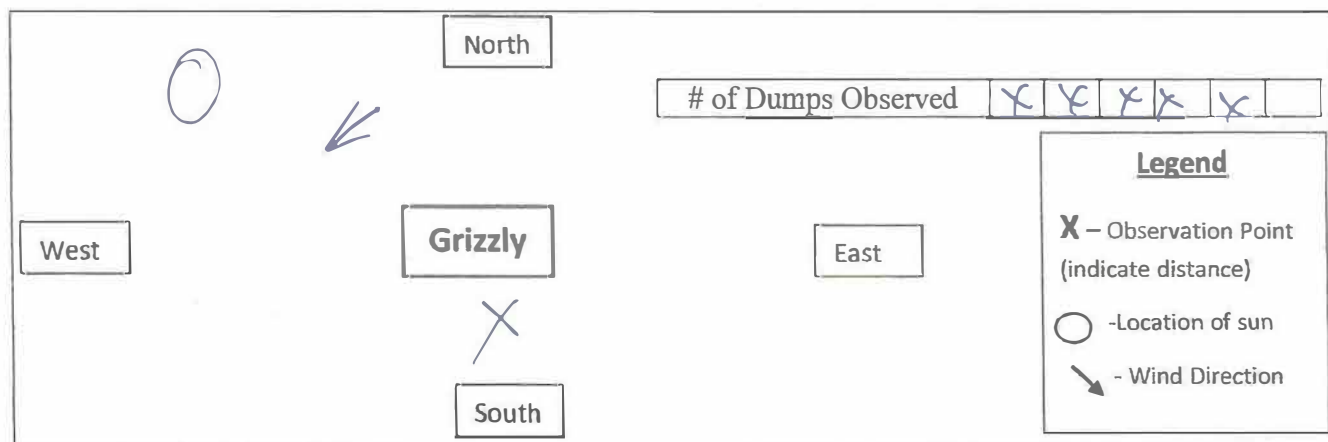 North
# of Dumps Observed X X X X X
Legend
West
Grizzly
East
X – Observation Point
(indicate distance)
X
-Location of sun
- Wind Direction
South